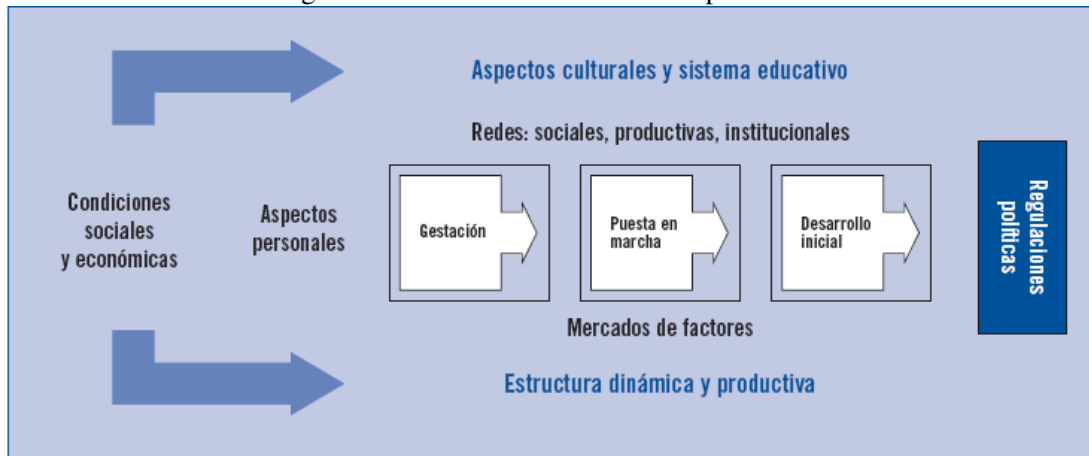 Aspectos culturales y sistema educativo
Redes: sociales, productivas, institucionales
Condiciones
sociales
y económicas
Aspectos
personales
Gestación
Puesta en
marcha
Desarrollo
inicial
Regulaciones
políticas
Mercados de factores
Estructura dinámica y productiva